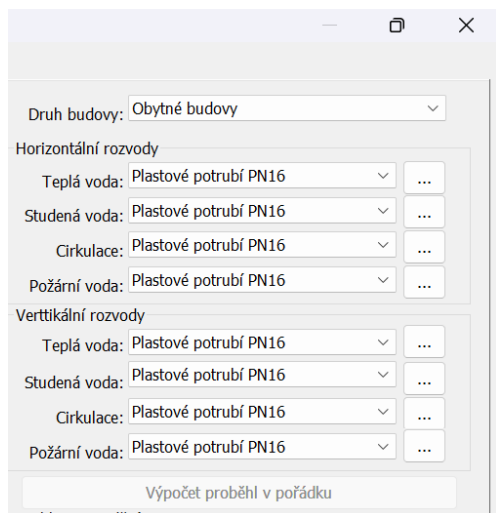 Druh budovy: Obytné budovy
Horizontální rozvody
Teplá voda: Plastové potrubí PN16 ...
Studená voda: Plastové potrubí PN16 ...
Cirkulace: Plastové potrubí PN16 ...
Požární voda: Plastové potrubí PN16 ...
Verttikální rozvody
Teplá voda: Plastové potrubí PN16 ...
Studená voda: Plastové potrubí PN16 ...
Cirkulace: Plastové potrubí PN16 ...
Požární voda: Plastové potrubí PN16 ...
Výpočet proběhl v pořádku